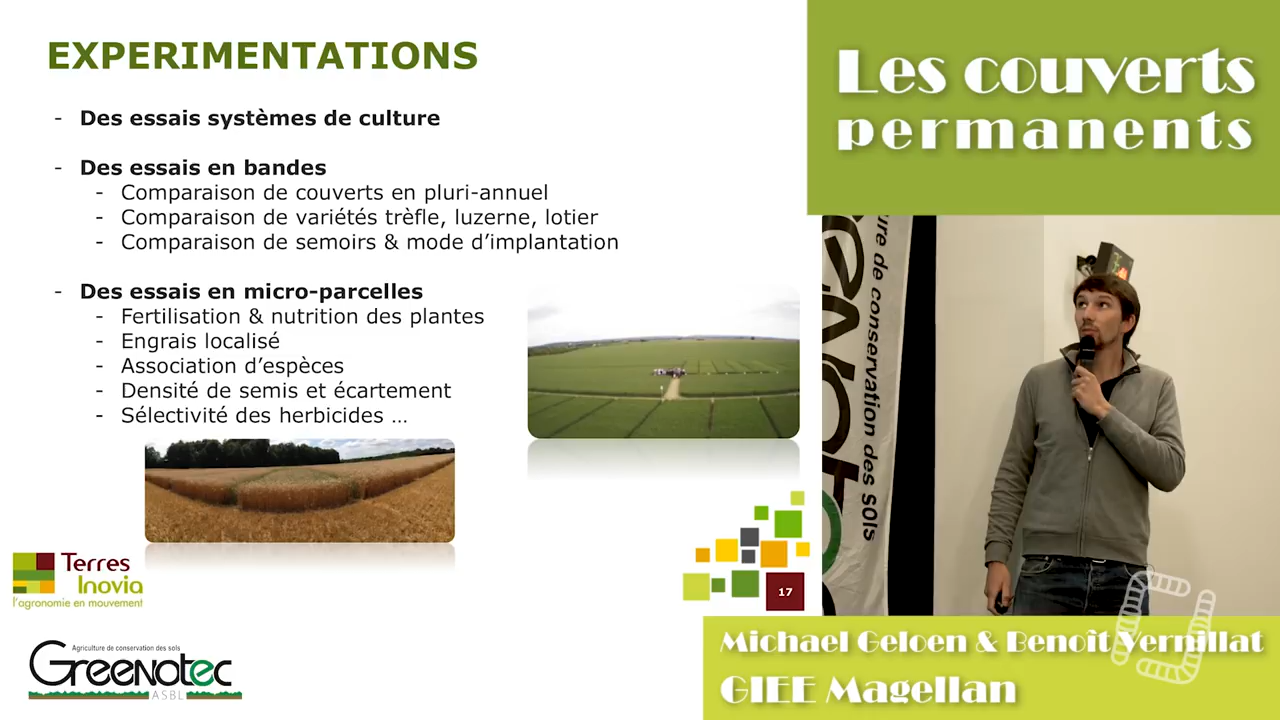 EXPERIMENTATIONS
- Des essais systèmes de culture
- Des essais en bandes
- Comparaison de couverts en pluri-annuel
- Comparaison de variétés trèfle, luzerne, lotier
- Comparaison de semoirs & mode d’implantation
- Des essais en micro-parcelles
- Fertilisation & nutrition des plantes
- Engrais localisé
- Association d’espèces
- Densité de semis et écartement
- Sélectivité des herbicides …
Terres
Inovia
l’agronomie en mouvement
17
Agriculture de conservation des sols
Greenotec
ASBL
Les couverts
permanents
ure de conservation des sols
Michael Geloen & Benoît Vernillat
GIEE Magellan